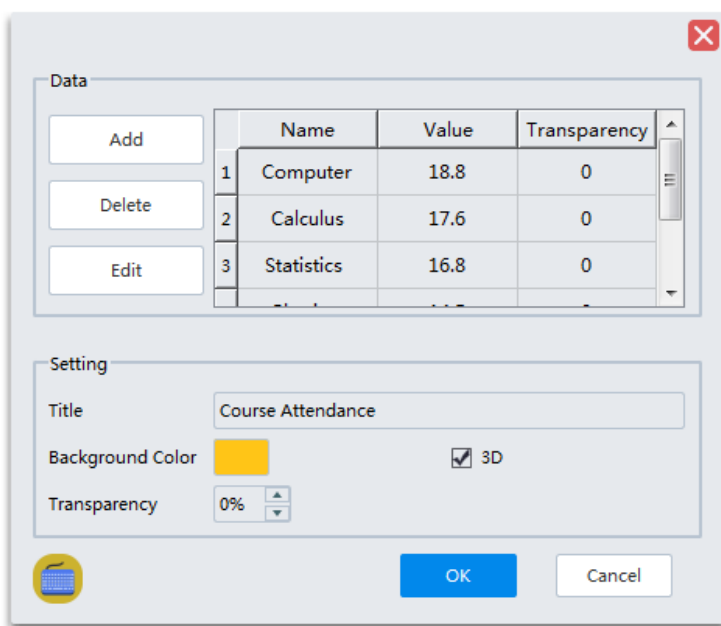 Data
Add
Delete
Edit
Name Value Transparency
1 Computer 18.8 0
2 Calculus 17.6 0
3 Statistics 16.8 0
Setting
Title Course Attendance
Background Color 3D
Transparency 0%
OK Cancel